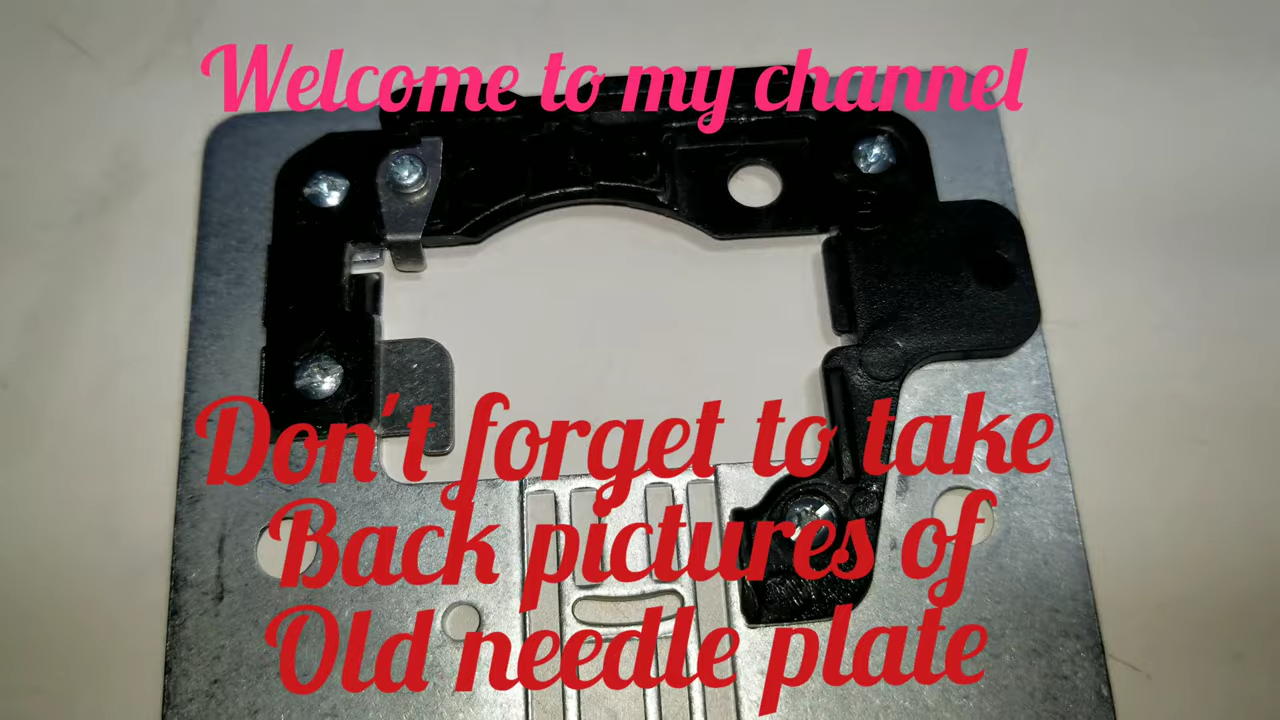 Welcome to my channel
Don't forget to take
Back pictures of
Old needle plate